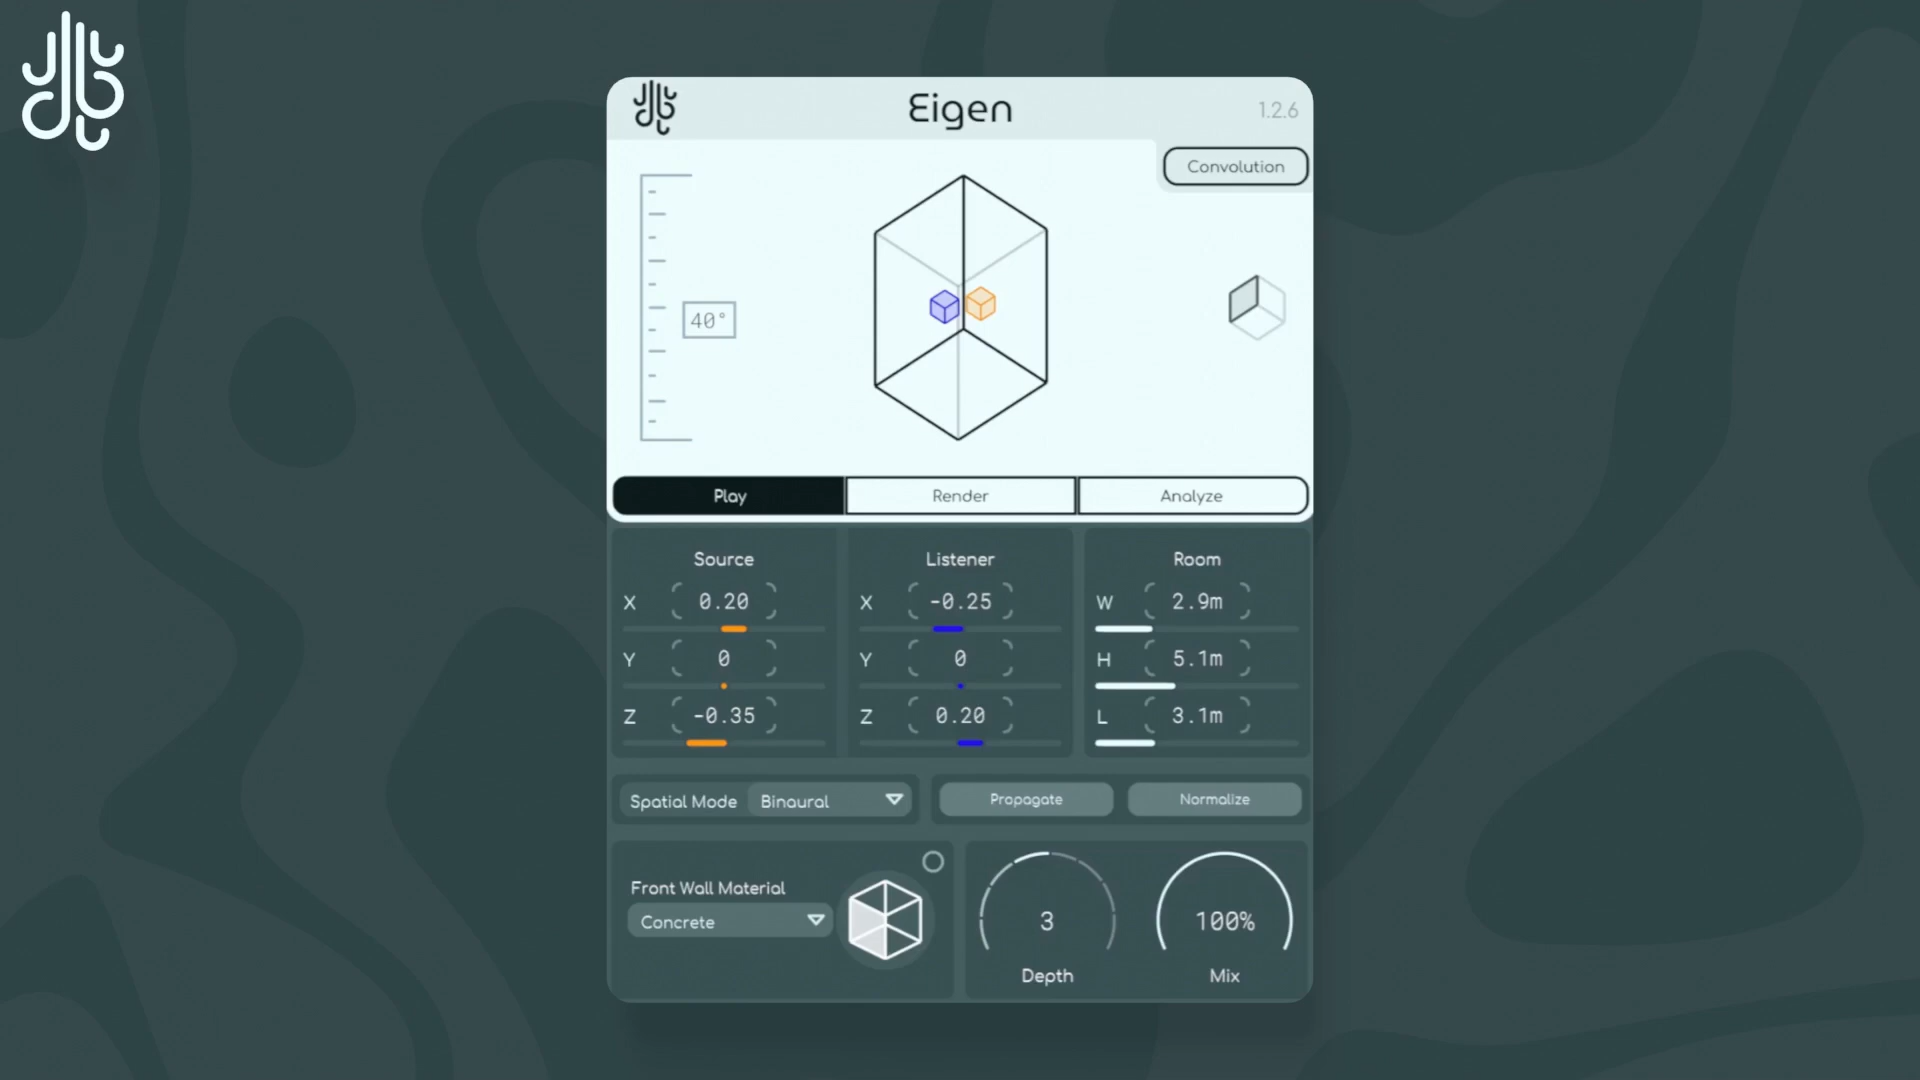 Eigen
1.2.6
Convolution
40°
Play
Render
Analyze
Source
X
0.20
Y
0
Z
-0.35
Listener
X
-0.25
Y
0
Z
0.20
Room
W
2.9m
H
5.1m
L
3.1m
Spatial Mode
Binaural
Propagate
Normalize
Front Wall Material
Concrete
3
Depth
100%
Mix